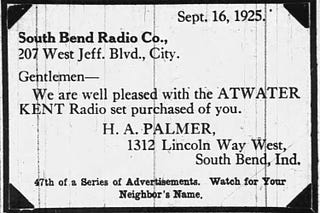 Sept. 16, 1925.
South Bend Radio Co.,
207 West Jeff. Blvd., City.
Gentlemen—
We are well pleased with the ATWATER
KENT Radio set purchased of you.
H. A. PALMER,
1312 Lincoln Way West,
South Bend, Ind.
47th of a Series of Advertisements. Watch for Your
Neighbor's Name.